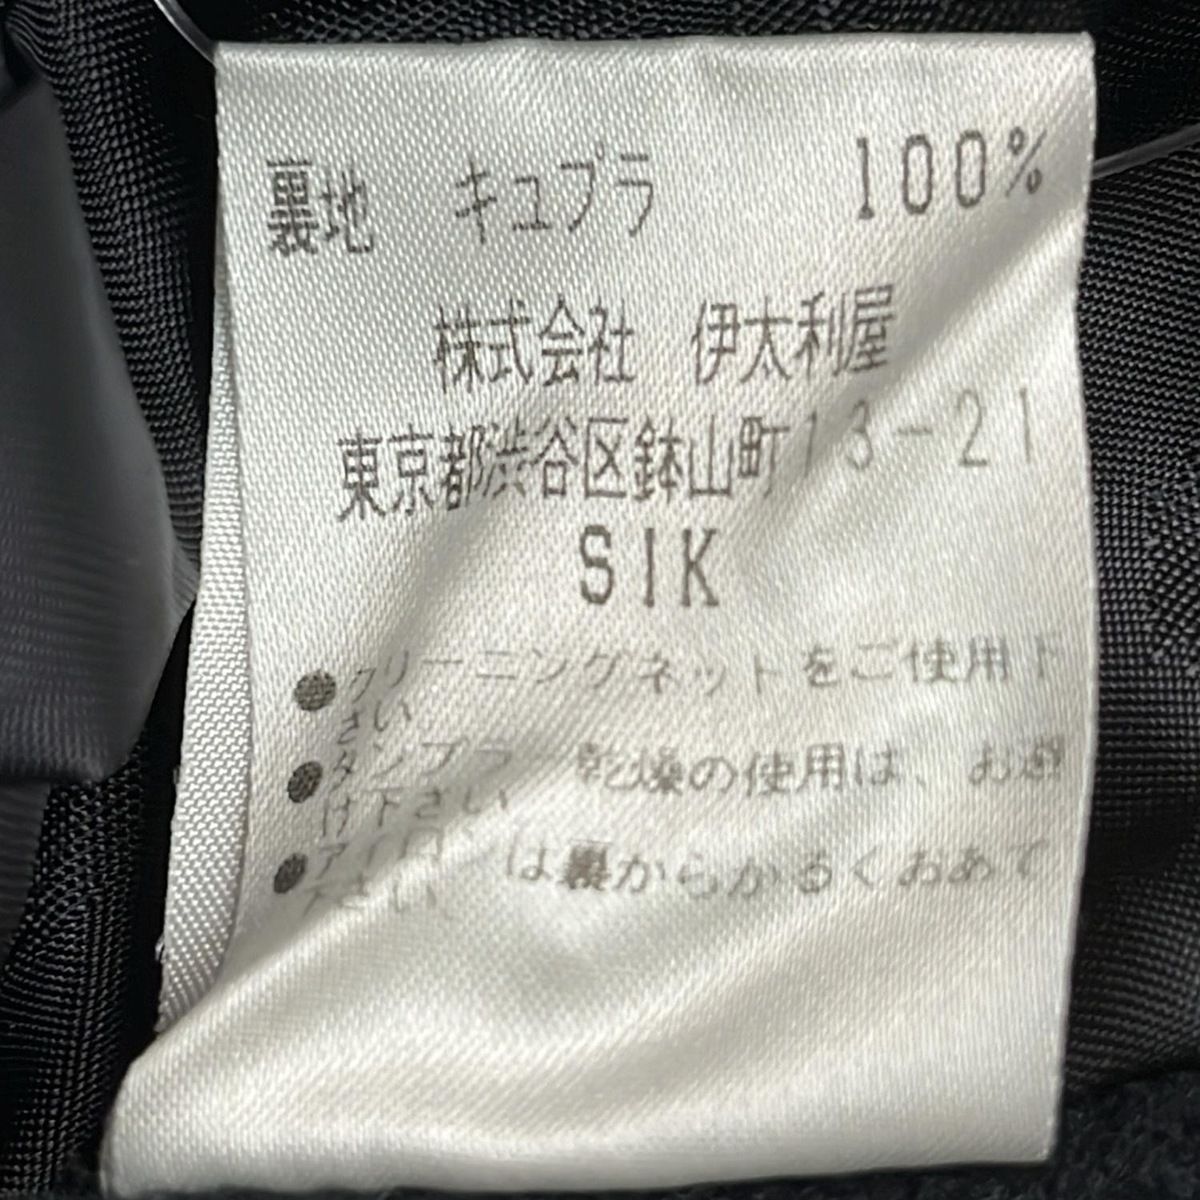 裏地 キュプラ 100%
株式会社 伊太利屋
東京都渋谷区鉢山町13-21
SIK
●クリーニングネットをご使用下
さい
●タンブラー乾燥の使用は、お避
け下さい
●アイロンは裏からかるくおあて
下さい。